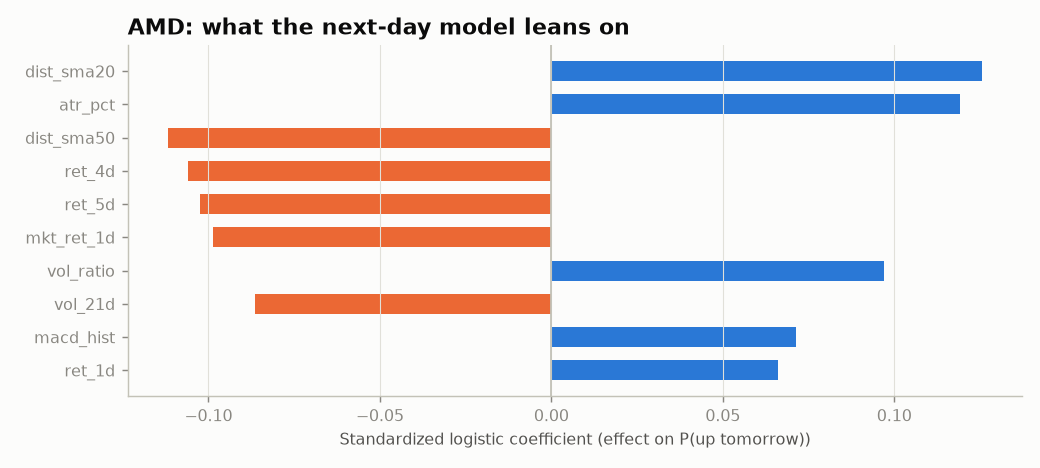 AMD: what the next-day model leans on
dist_sma20
atr_pct
dist_sma50
ret_4d
ret_5d
mkt_ret_1d
vol_ratio
vol_21d
macd_hist
ret_1d
−0.10 −0.05 0.00 0.05 0.10
Standardized logistic coefficient (effect on P(up tomorrow))